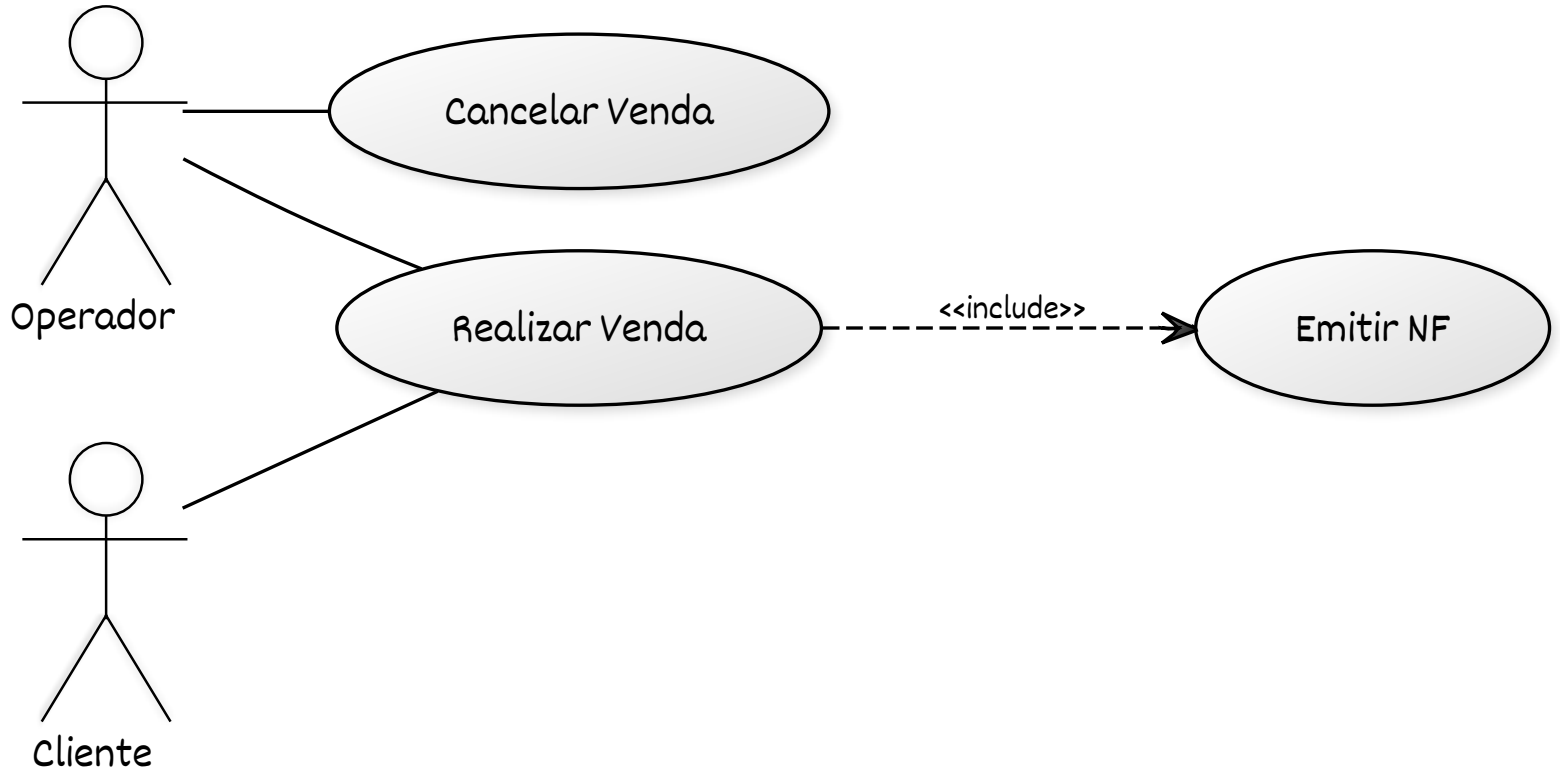 Cancelar Venda
Operador
Realizar Venda
<<include>>
Emitir NF
Cliente